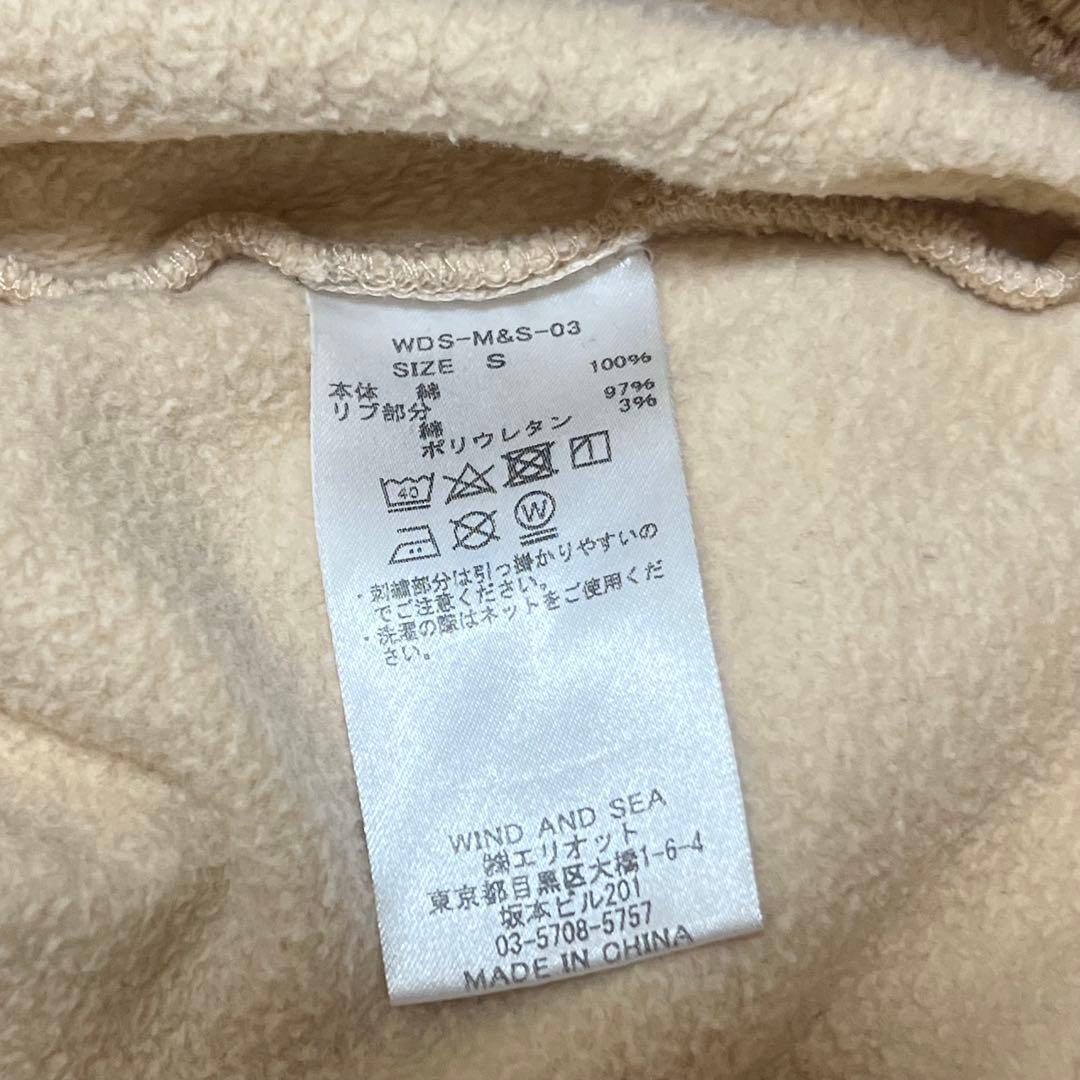 WDS-M&S-03
SIZE S
本体 綿 100%
リブ部分
綿 97%
ポリウレタン 3%
40
W
・刺繍部分は引っ掛かりやすいの
でご注意ください。
・洗濯の際はネットをご使用くだ
さい。
WIND AND SEA
㈱エリオット
東京都目黒区大橋1-6-4
坂本ビル201
03-5708-5757
MADE IN CHINA